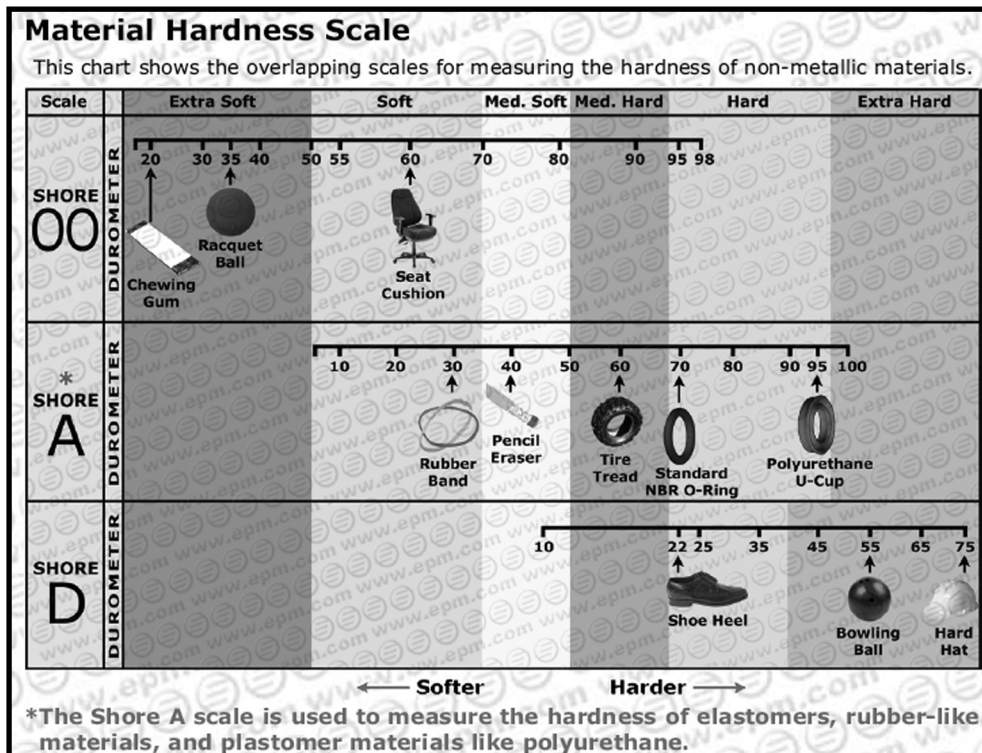 Material Hardness Scale
This chart shows the overlapping scales for measuring the hardness of non-metallic materials.
Scale Extra Soft Soft Med. Soft Med. Hard Hard Extra Hard
SHORE
OO
DUROMETER
20 30 35 40 50 55 60 70 80 90 95 98
Chewing
Gum
Racquet
Ball
Seat
Cushion
*
SHORE
A
DUROMETER
10 20 30 40 50 60 70 80 90 95 100
Rubber
Band
Pencil
Eraser
Tire
Tread
Standard
NBR O-Ring
Polyurethane
U-Cup
SHORE
D
DUROMETER
10 22 25 35 45 55 65 75
Shoe Heel
Bowling
Ball
Hard
Hat
Softer Harder
*The Shore A scale is used to measure the hardness of elastomers, rubber-like
materials, and plastomer materials like polyurethane.
www.epm.com